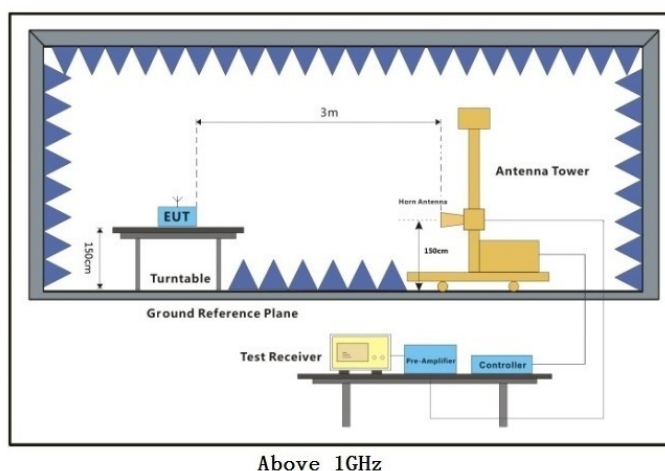 3m
Antenna Tower
Horn Antenna
EUT
150cm
150cm
Turntable
Ground Reference Plane
Test Receiver
Pre-Amplifier
Controller
Above 1GHz